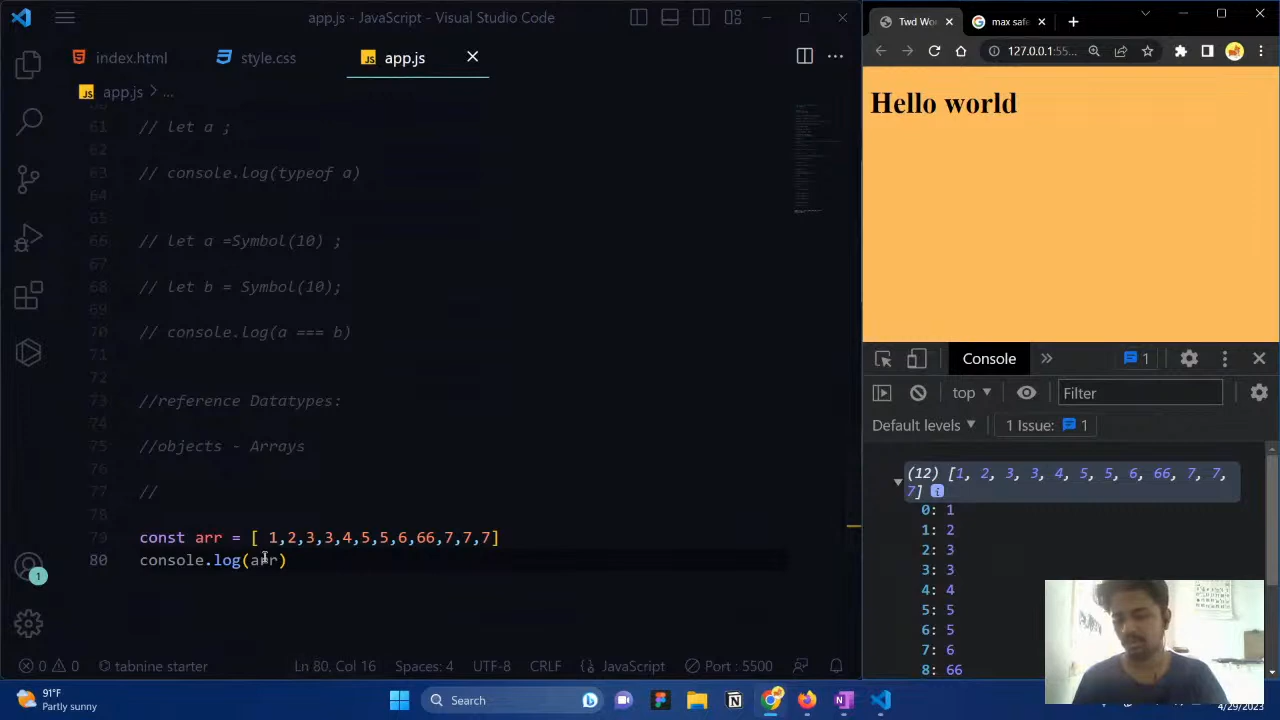 app.js - JavaScript - Visual Studio Code
index.html
style.css
JS app.js
JS app.js > ...
61 // let a ;
62
63 // console.log(typeof a)
64
65
66 // let a =Symbol(10) ;
67
68 // let b = Symbol(10);
69
70 // console.log(a === b)
71
72
73 //reference Datatypes:
74
75 //objects - Arrays
76
77 //
78
79 const arr = [ 1,2,3,3,4,5,5,6,66,7,7,7]
80 console.log(arr)
1
0 0 tabnine starter Ln 80, Col 16 Spaces: 4 UTF-8 CRLF JavaScript Port : 5500
Twd Wo
max safe
127.0.0.1:55...
Hello world
Console
1
top
Filter
Default levels
1 Issue: 1
(12) [1, 2, 3, 3, 4, 5, 5, 6, 66, 7, 7,
7]
0: 1
1: 2
2: 3
3: 3
4: 4
5: 5
6: 5
7: 6
8: 66
91°F
Partly sunny
Search